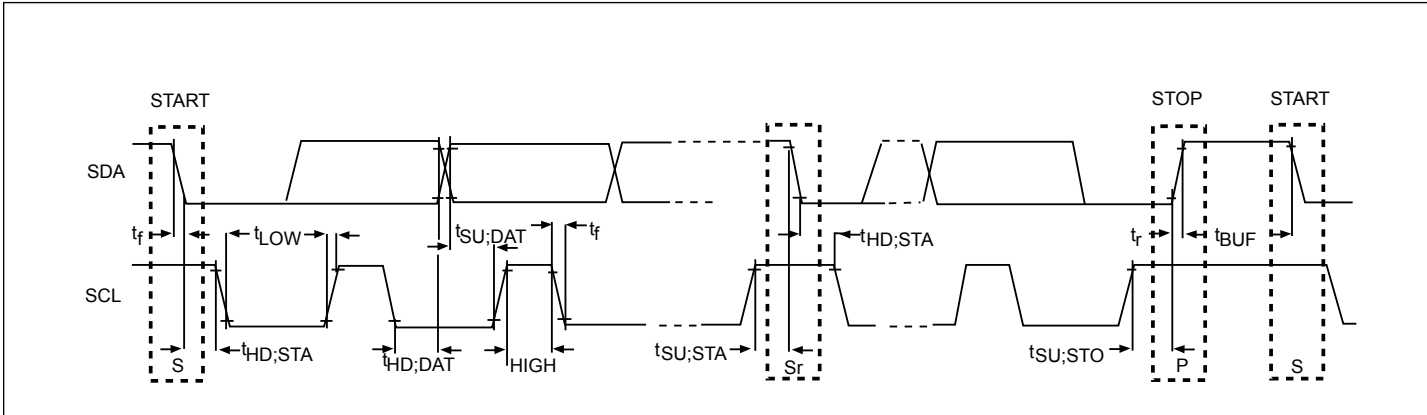 START STOP START
SDA
tf tLOW tSU;DAT tf tHD;STA tr tBUF
SCL
S tHD;STA tHD;DAT HIGH tSU;STA Sr tSU;STO P S